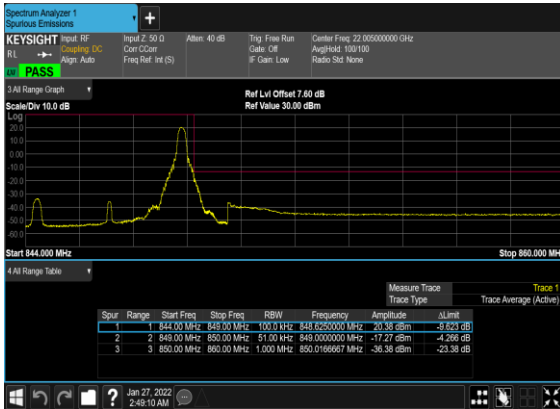 Spectrum Analyzer 1
Spurious Emissions
KEYSIGHT Input: RF Input Z: 50 Ω Atten: 40 dB Trig: Free Run Center Freq: 22.005000000 GHz
RL Coupling: DC Corr CCorr Gate: Off Avg|Hold: 100/100
Align: Auto Freq Ref: Int (S) IF Gain: Low Radio Std: None
PASS
3 All Range Graph
Ref Lvl Offset 7.60 dB
Scale/Div 10.0 dB Ref Value 30.00 dBm
Log
20.0
10.0
0.00
-10.0
-20.0
-30.0
-40.0
-50.0
-60.0
Start 844.000 MHz Stop 860.000 MH
4 All Range Table
Measure Trace Trace 1
Trace Type Trace Average (Active)
Spur Range Start Freq Stop Freq RBW Frequency Amplitude ΔLimit
1 1 844.00 MHz 849.00 MHz 100.0 kHz 848.6250000 MHz 20.38 dBm -9.623 dB
2 2 849.00 MHz 850.00 MHz 51.00 kHz 849.0000000 MHz -17.27 dBm -4.266 dB
3 3 850.00 MHz 860.00 MHz 1.000 MHz 850.0166667 MHz -36.38 dBm -23.38 dB
Jan 27, 2022
2:49:10 AM